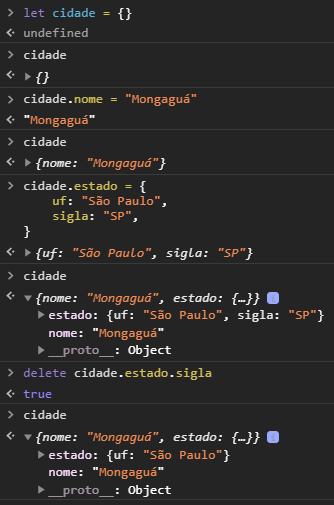 > let cidade = {}
< undefined
> cidade
< ▶ {}
> cidade.nome = "Mongaguá"
< "Mongaguá"
> cidade
< ▶ {nome: "Mongaguá"}
> cidade.estado = {
uf: "São Paulo",
sigla: "SP",
}
< ▶ {uf: "São Paulo", sigla: "SP"}
> cidade
< ▼ {nome: "Mongaguá", estado: {…}} i
▶ estado: {uf: "São Paulo", sigla: "SP"}
nome: "Mongaguá"
▶ __proto__: Object
> delete cidade.estado.sigla
< true
> cidade
< ▼ {nome: "Mongaguá", estado: {…}} i
▶ estado: {uf: "São Paulo"}
nome: "Mongaguá"
▶ __proto__: Object